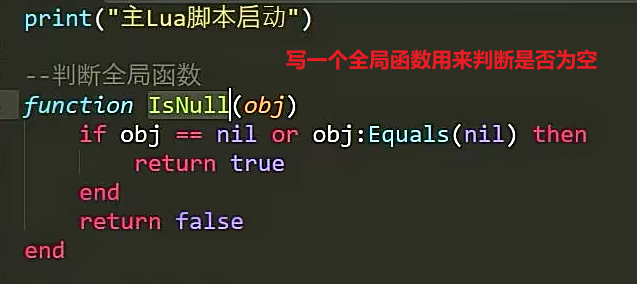 print("主Lua脚本启动")
写一个全局函数用来判断是否为空
--判断全局函数
function IsNull(obj)
    if obj == nil or obj:Equals(nil) then
        return true
    end
    return false
end